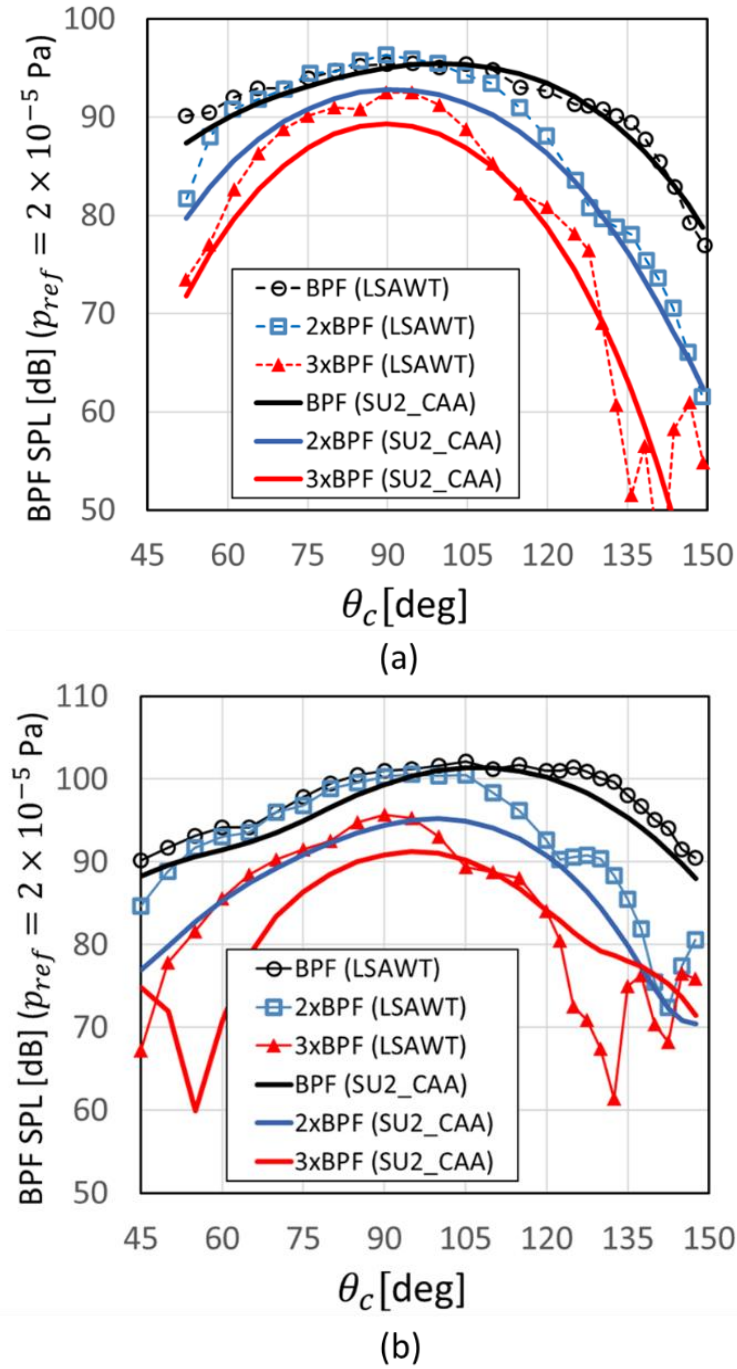 BPF SPL [dB] (p_ref = 2 × 10⁻⁵ Pa)
100
90
80
70
60
50
BPF (LSAWT)
2xBPF (LSAWT)
3xBPF (LSAWT)
BPF (SU2_CAA)
2xBPF (SU2_CAA)
3xBPF (SU2_CAA)
45 60 75 90 105 120 135 150
θ_c [deg]
(a)
BPF SPL [dB] (p_ref = 2 × 10⁻⁵ Pa)
110
100
90
80
70
60
50
BPF (LSAWT)
2xBPF (LSAWT)
3xBPF (LSAWT)
BPF (SU2_CAA)
2xBPF (SU2_CAA)
3xBPF (SU2_CAA)
45 60 75 90 105 120 135 150
θ_c [deg]
(b)